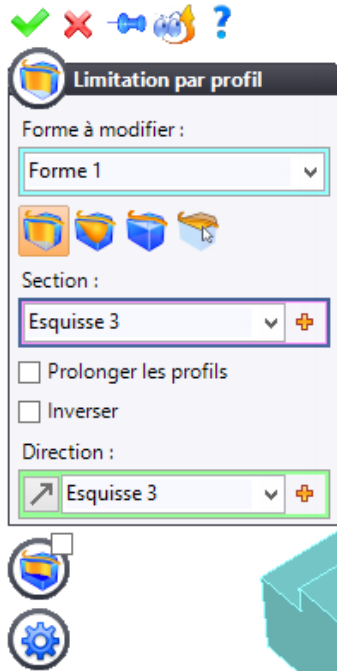 ?
Limitation par profil
Forme à modifier :
Forme 1
Section :
Esquisse 3
Prolonger les profils
Inverser
Direction :
Esquisse 3